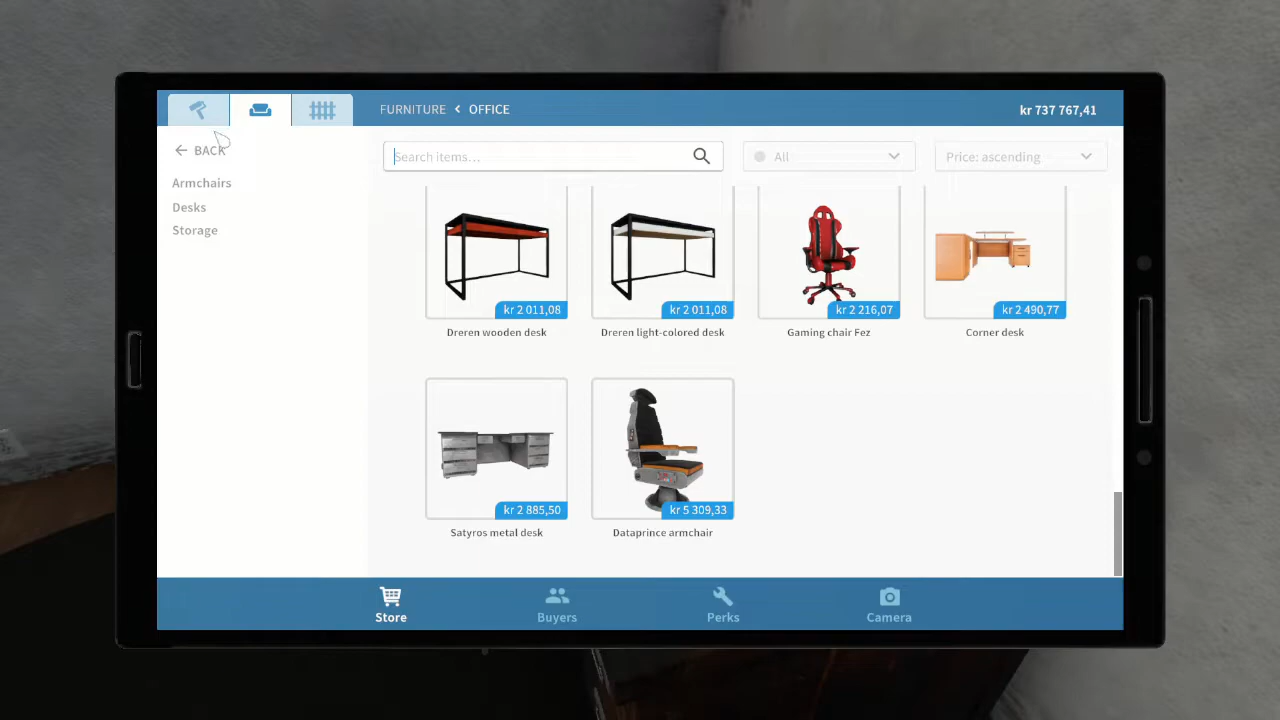 FURNITURE < OFFICE
kr 737 767,41
BACK
Search items...
All
Price: ascending
Armchairs
Desks
Storage
kr 2 011,08
kr 2 011,08
kr 2 216,07
kr 2 490,77
Dreren wooden desk
Dreren light-colored desk
Gaming chair Fez
Corner desk
kr 2 885,50
kr 5 309,33
Satyros metal desk
Dataprince armchair
Store
Buyers
Perks
Camera